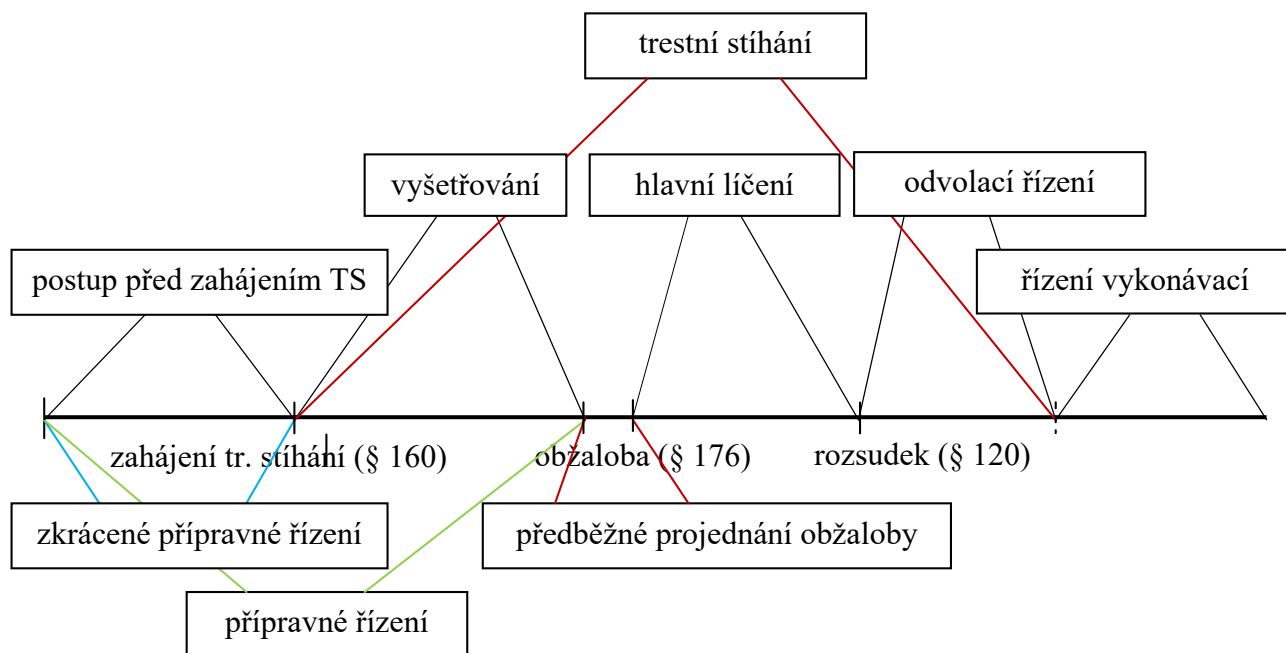 trestní stíhání
vyšetřování
hlavní líčení
odvolací řízení
postup před zahájením TS
řízení vykonávací
zahájení tr. stíhání (§ 160)
obžaloba (§ 176)
rozsudek (§ 120)
zkrácené přípravné řízení
předběžné projednání obžaloby
přípravné řízení